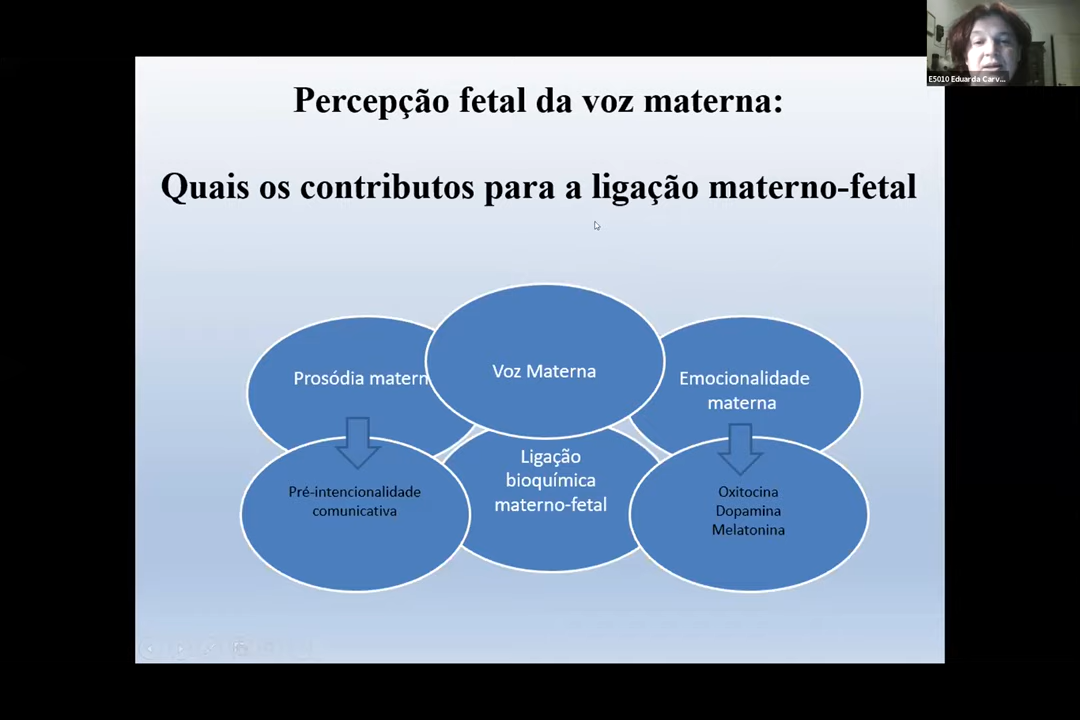 E5010 Eduarda Carv...
Percepção fetal da voz materna:
Quais os contributos para a ligação materno-fetal
Prosódia matern
Voz Materna
Emocionalidade
materna
Ligação
bioquímica
materno-fetal
Pré-intencionalidade
comunicativa
Oxitocina
Dopamina
Melatonina